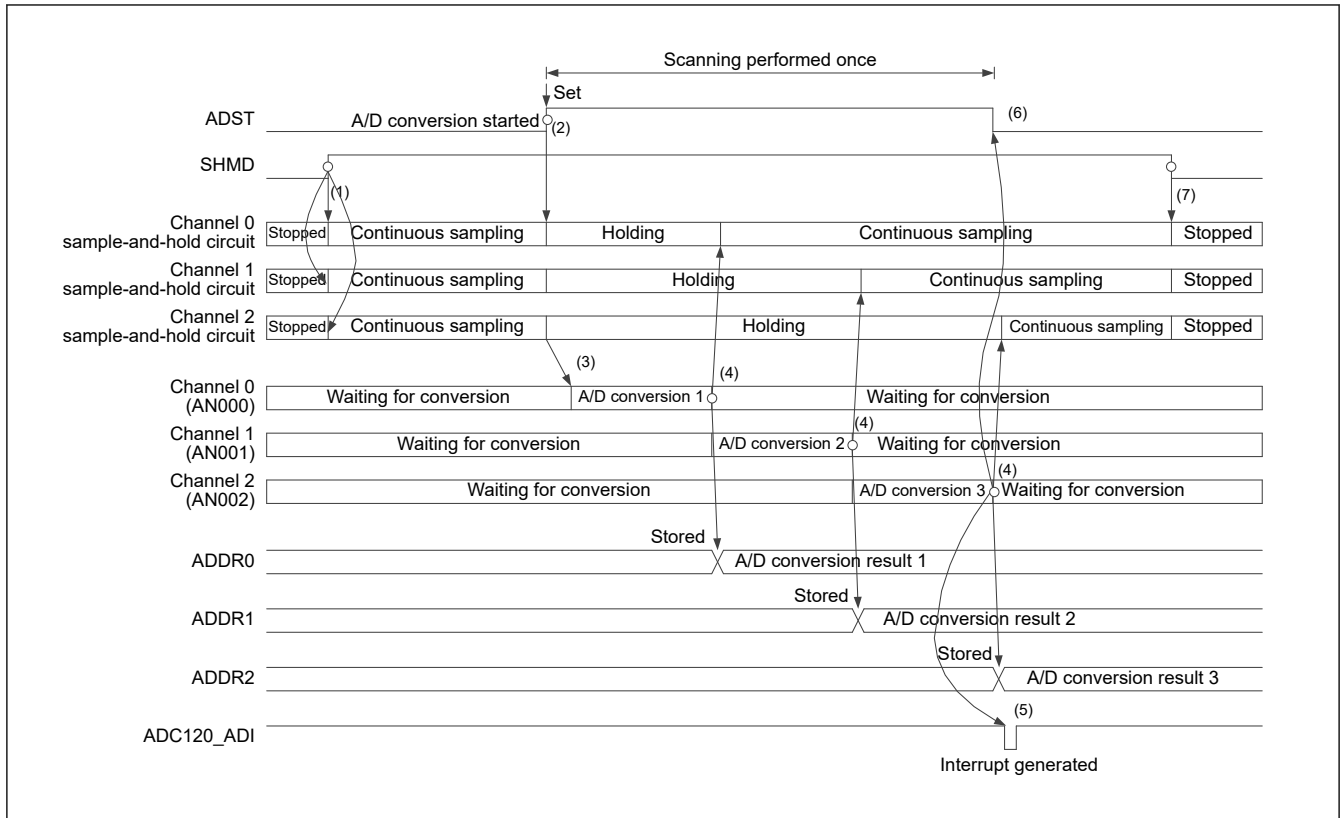 Scanning performed once
Set
ADST
A/D conversion started
(2)
(6)
SHMD
(1)
(7)
Channel 0
sample-and-hold circuit
Stopped
Continuous sampling
Holding
Continuous sampling
Stopped
Channel 1
sample-and-hold circuit
Stopped
Continuous sampling
Holding
Continuous sampling
Stopped
Channel 2
sample-and-hold circuit
Stopped
Continuous sampling
Holding
Continuous sampling
Stopped
(3)
(4)
Channel 0
(AN000)
Waiting for conversion
A/D conversion 1
Waiting for conversion
(4)
Channel 1
(AN001)
Waiting for conversion
A/D conversion 2
Waiting for conversion
(4)
Channel 2
(AN002)
Waiting for conversion
A/D conversion 3
Waiting for conversion
Stored
ADDR0
A/D conversion result 1
Stored
ADDR1
A/D conversion result 2
Stored
ADDR2
A/D conversion result 3
(5)
ADC120_ADI
Interrupt generated